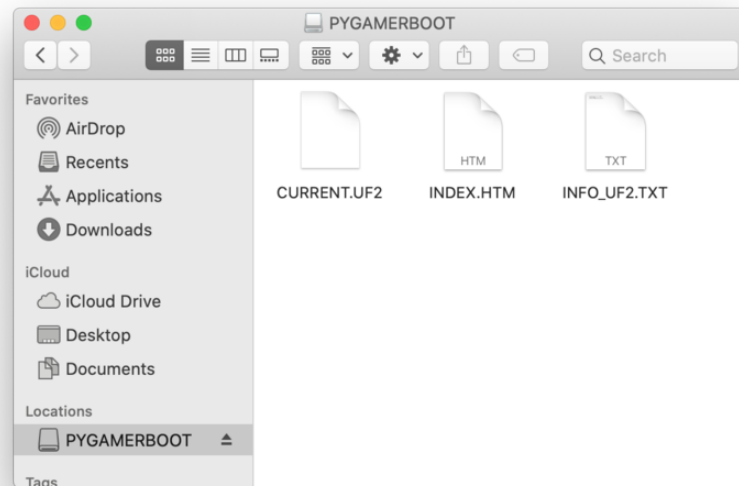 PYGAMERBOOT
Search
Favorites
AirDrop
Recents
Applications
Downloads
iCloud
iCloud Drive
Desktop
Documents
Locations
PYGAMERBOOT
Tags
HTM
TXT
CURRENT.UF2
INDEX.HTM
INFO_UF2.TXT